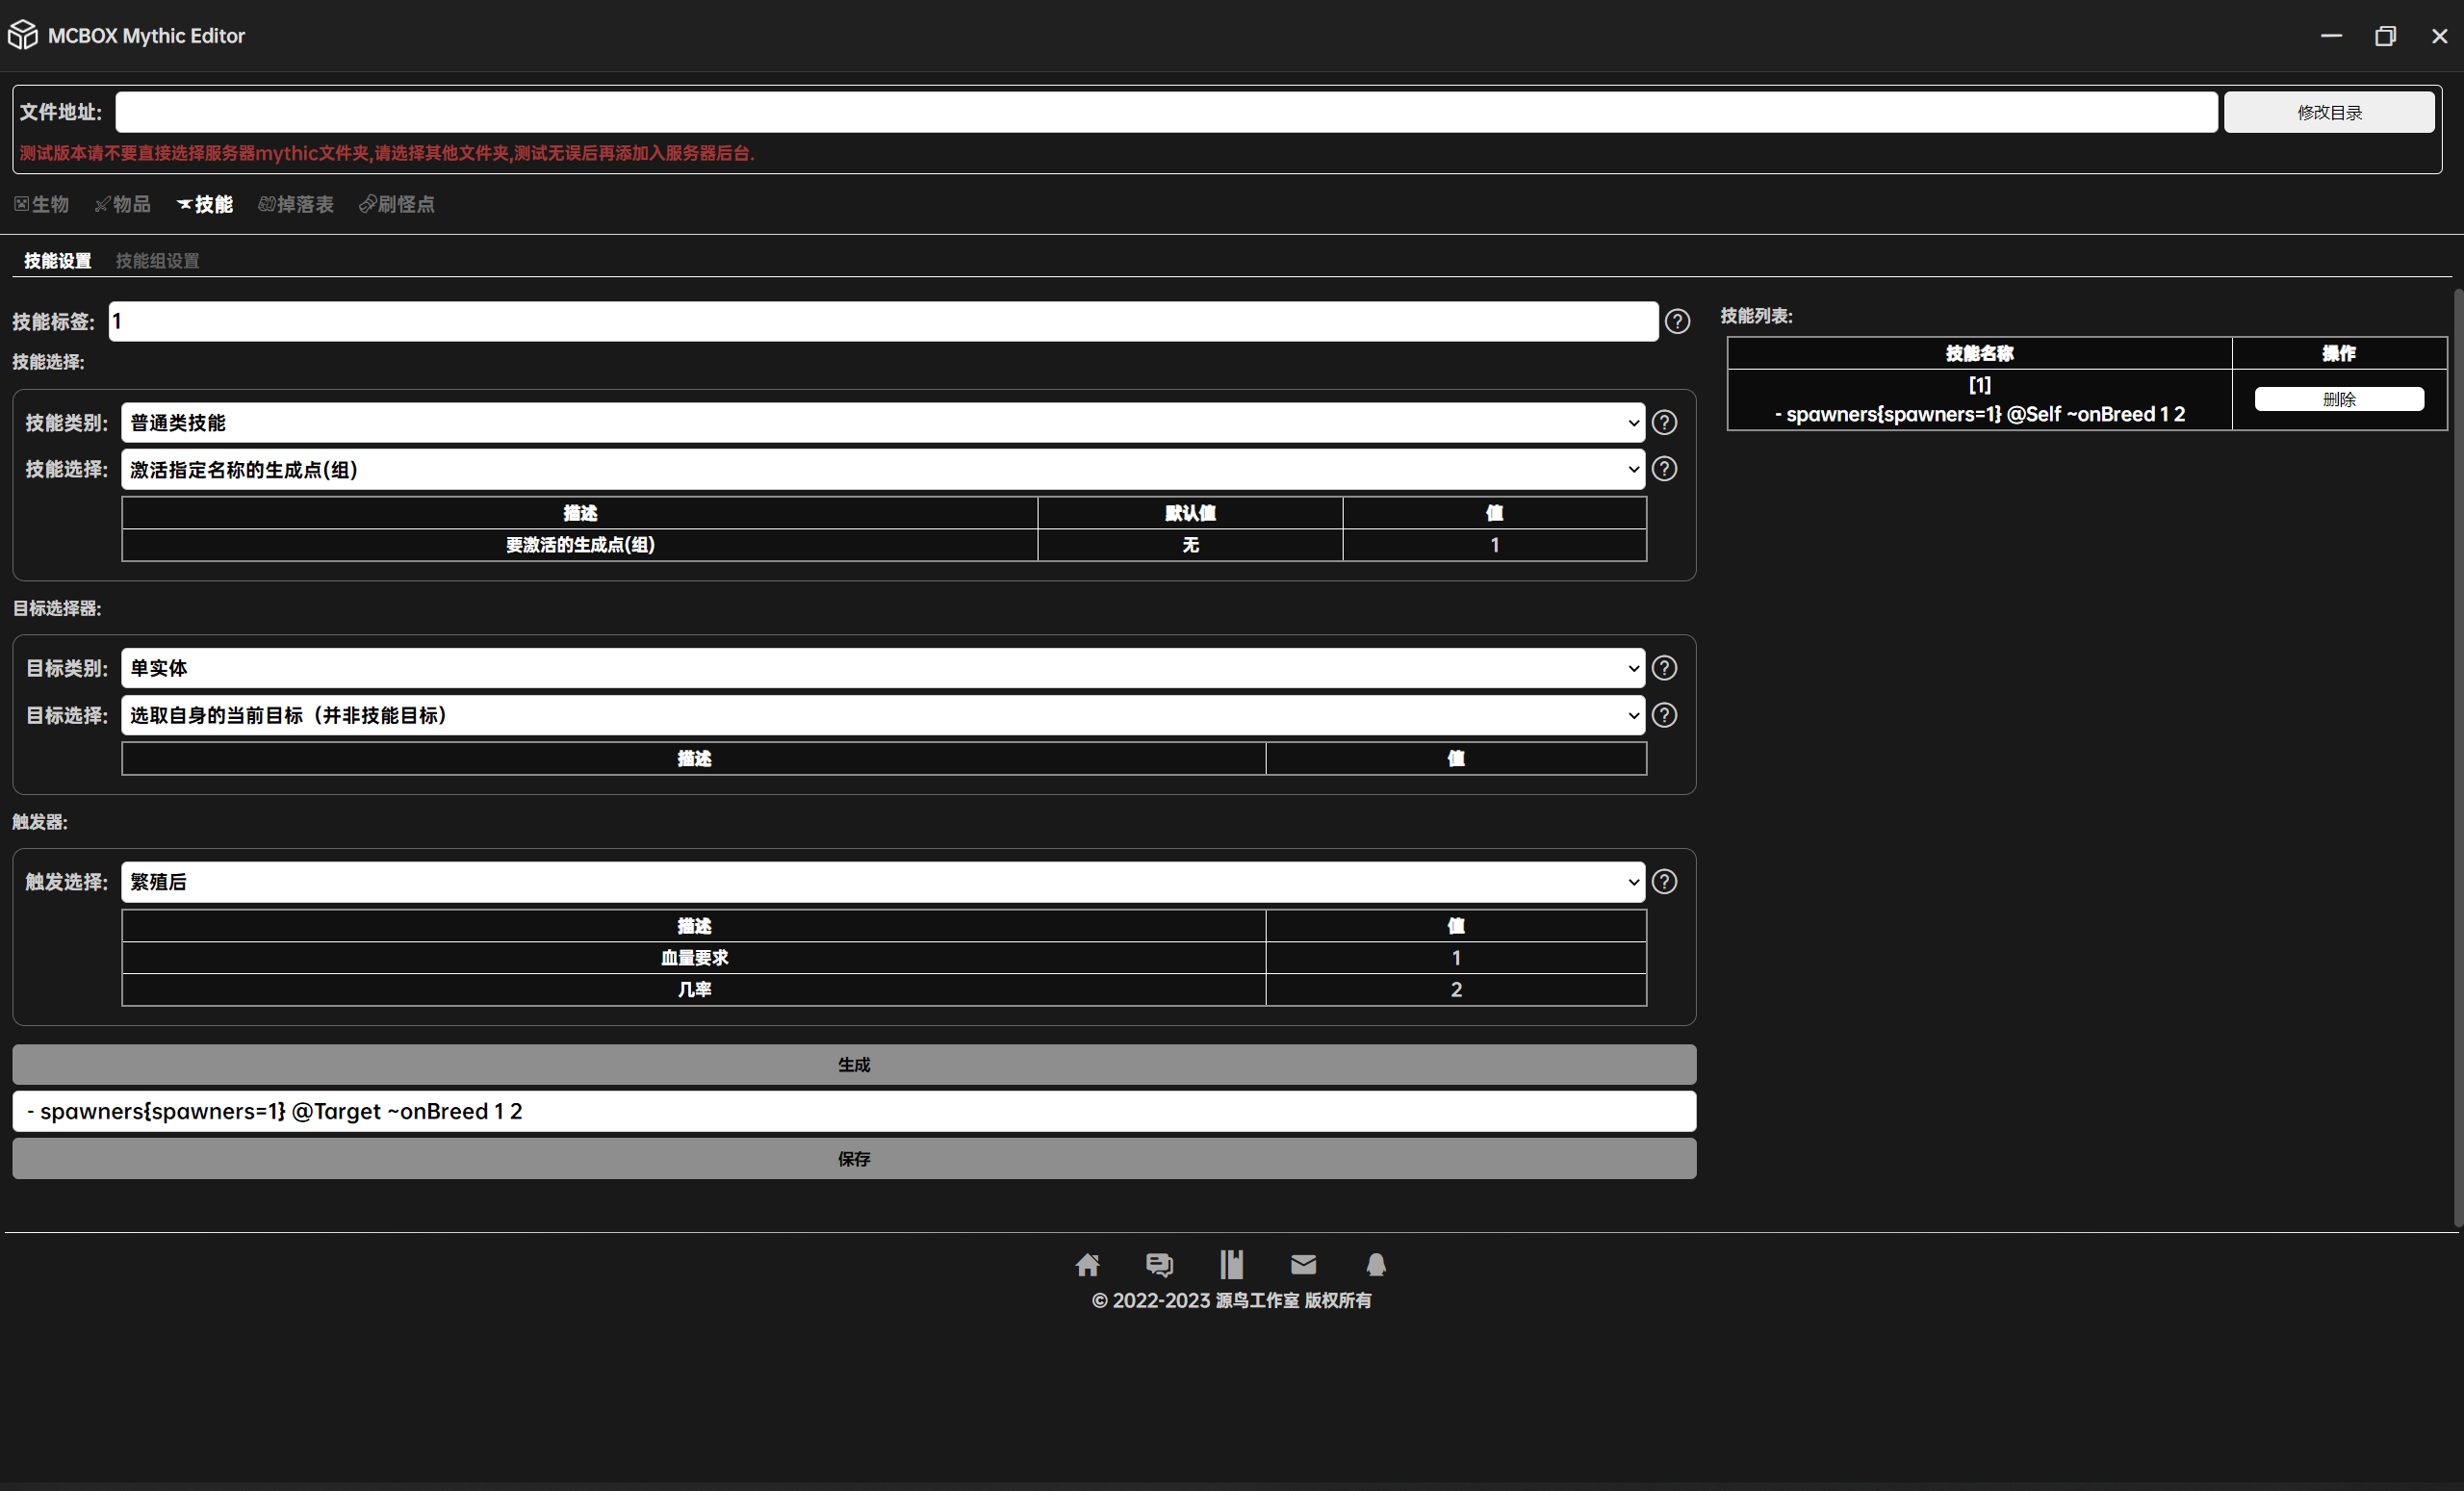 MCBOX Mythic Editor
文件地址:
修改目录
测试版本请不要直接选择服务器mythic文件夹,请选择其他文件夹,测试无误后再添加入服务器后台.
生物 物品 技能 掉落表 刷怪点
技能设置 技能组设置
技能标签: 1
技能选择:
技能类别: 普通类技能
技能选择: 激活指定名称的生成点(组)
描述 默认值 值
要激活的生成点(组) 无 1
目标选择器:
目标类别: 单实体
目标选择: 选取自身的当前目标（并非技能目标）
描述 值
触发器:
触发选择: 繁殖后
描述 值
血量要求 1
几率 2
生成
- spawners{spawners=1} @Target ~onBreed 1 2
保存
技能列表:
技能名称 操作
[1]
- spawners{spawners=1} @Self ~onBreed 1 2
删除
© 2022-2023 源鸟工作室 版权所有